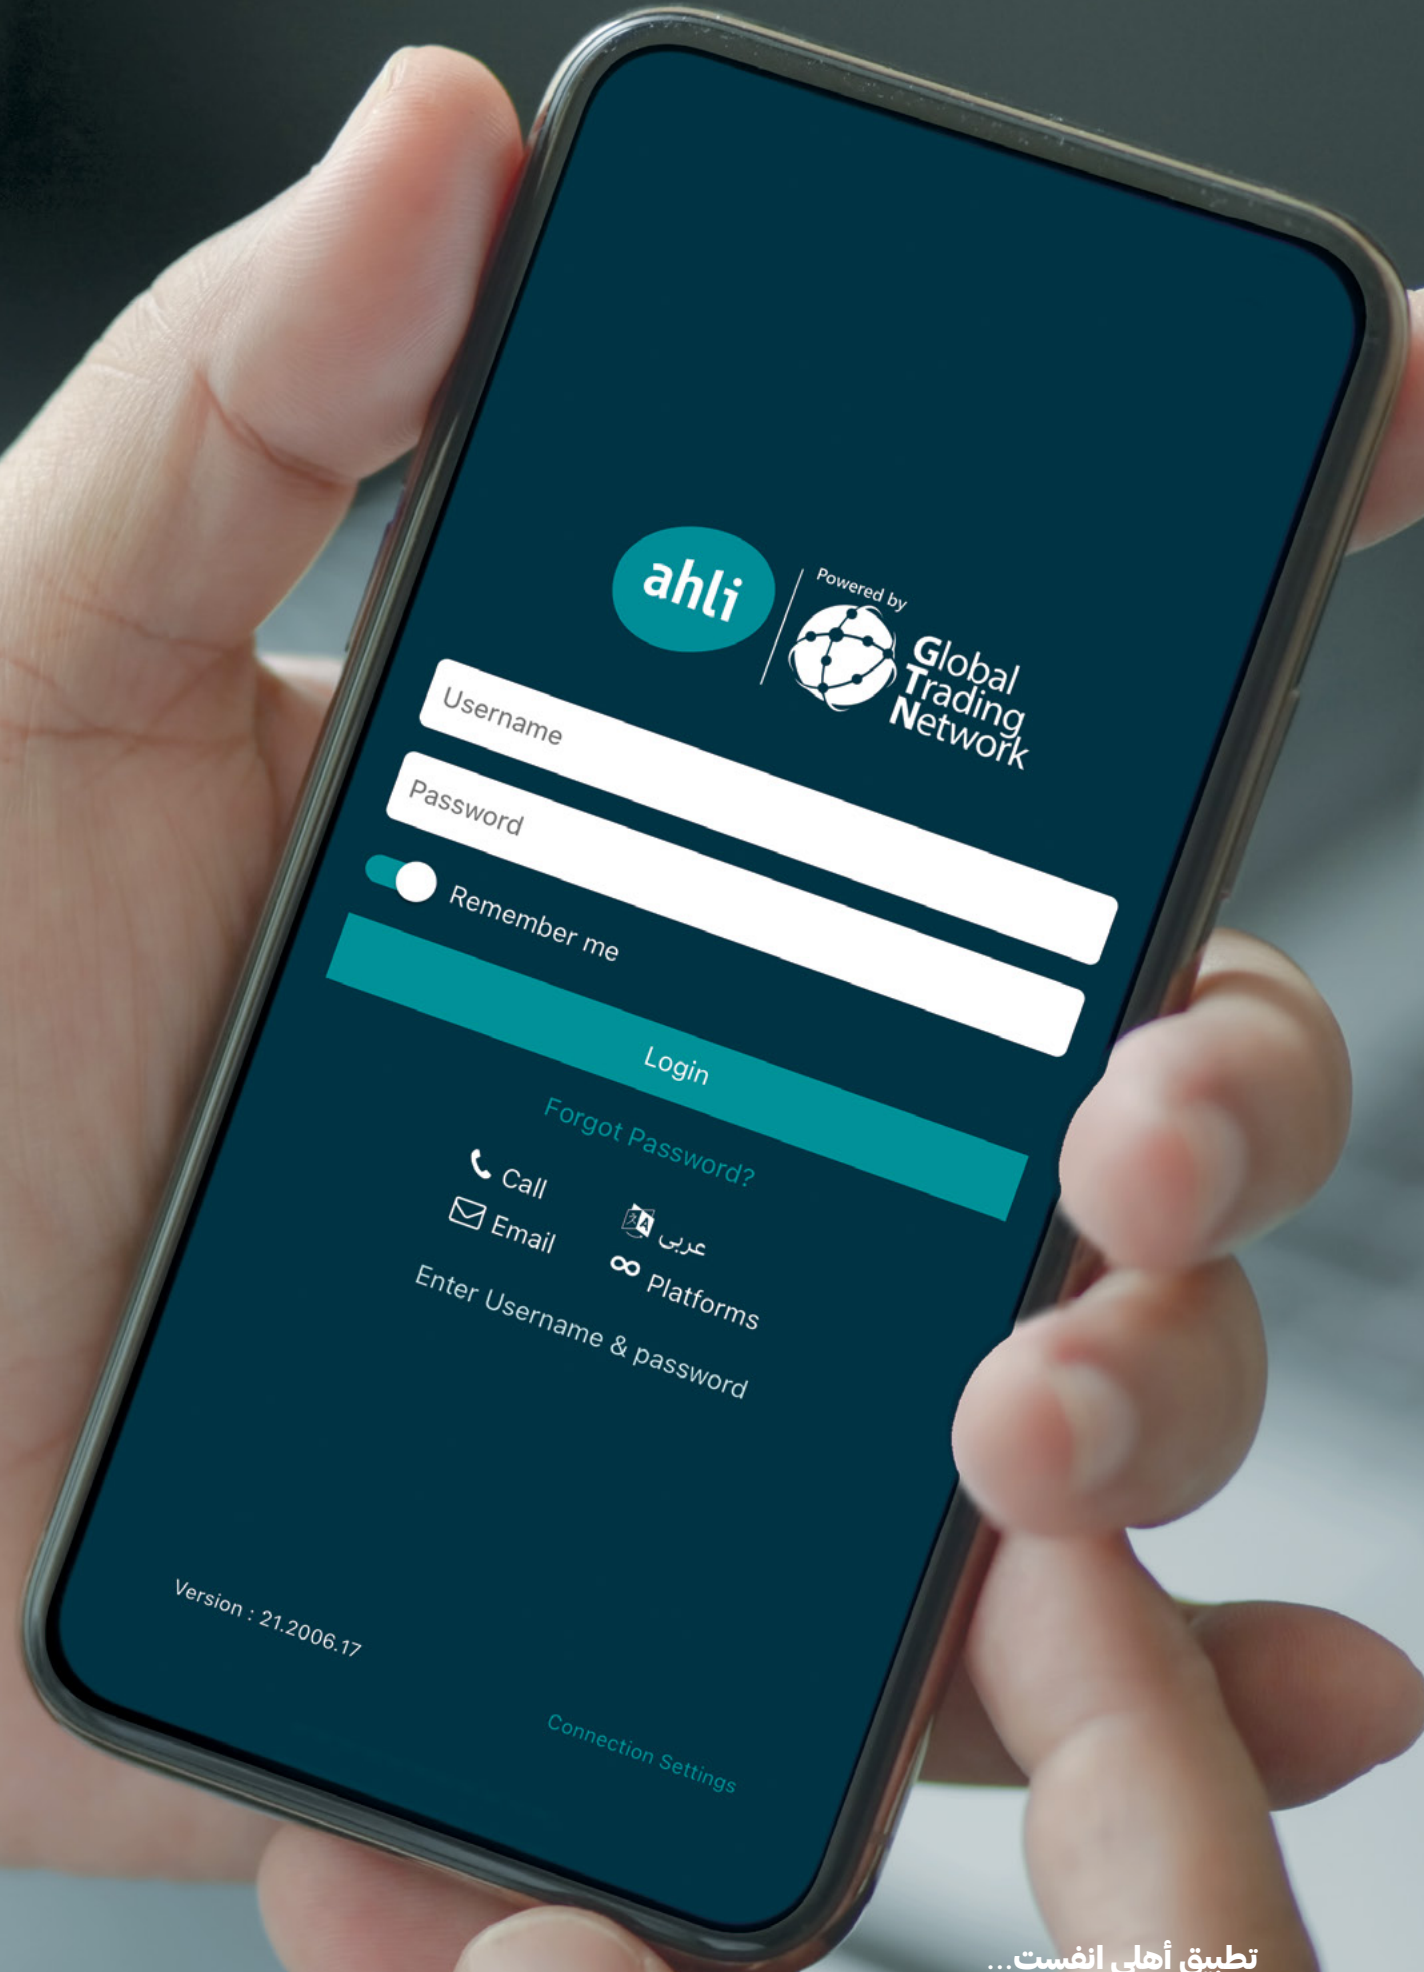 ahli
Powered by
Global
Trading
Network
Username
Password
Remember me
Login
Forgot Password?
Call
عربى
Email
Platforms
Enter Username & password
Version : 21.2006.17
Connection Settings
تطبيق أهلي انفست...